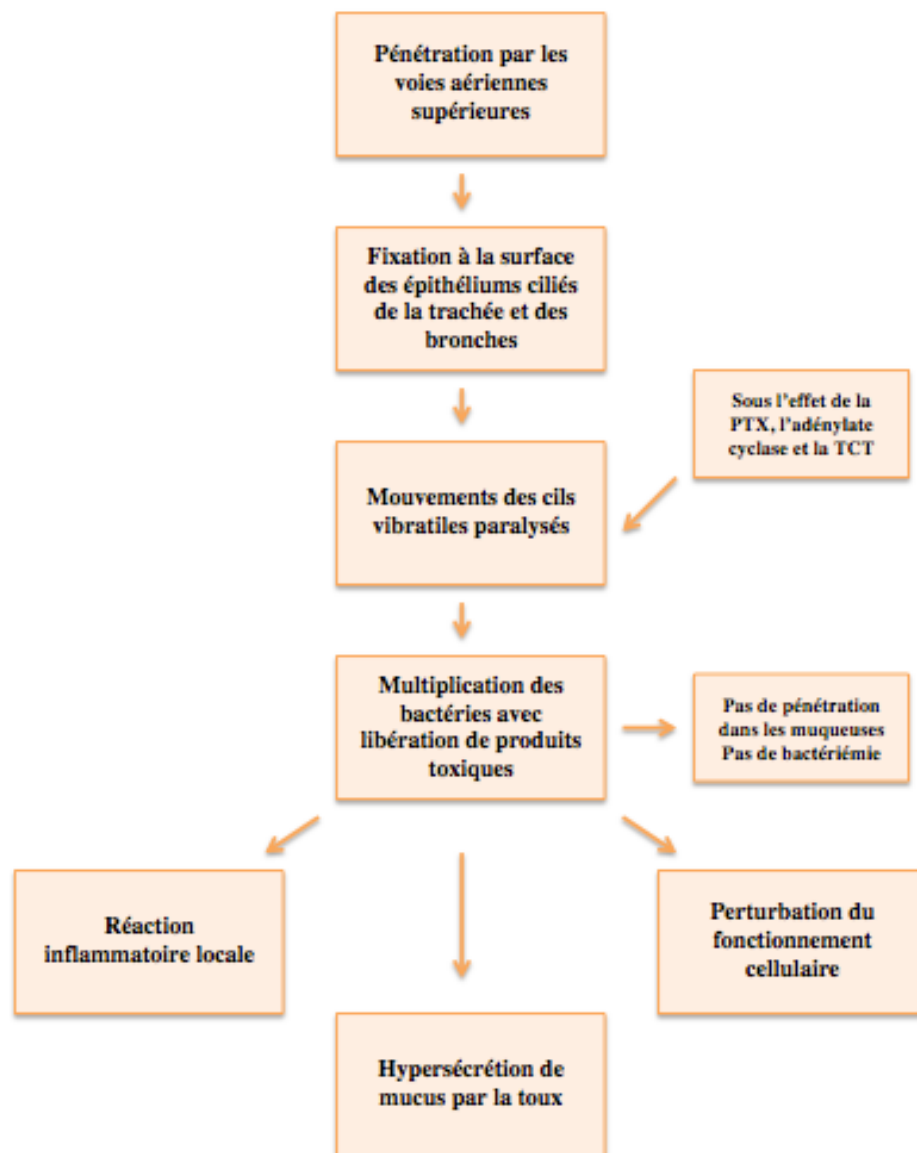 Pénétration par les
voies aériennes
supérieures
Fixation à la surface
des épithéliums ciliés
de la trachée et des
bronches
Sous l'effet de la
PTX, l'adénylate
cyclase et la TCT
Mouvements des cils
vibratiles paralysés
Multiplication des
bactéries avec
libération de produits
toxiques
Pas de pénétration
dans les muqueuses
Pas de bactériémie
Réaction
inflammatoire locale
Perturbation du
fonctionnement
cellulaire
Hypersécrétion de
mucus par la toux